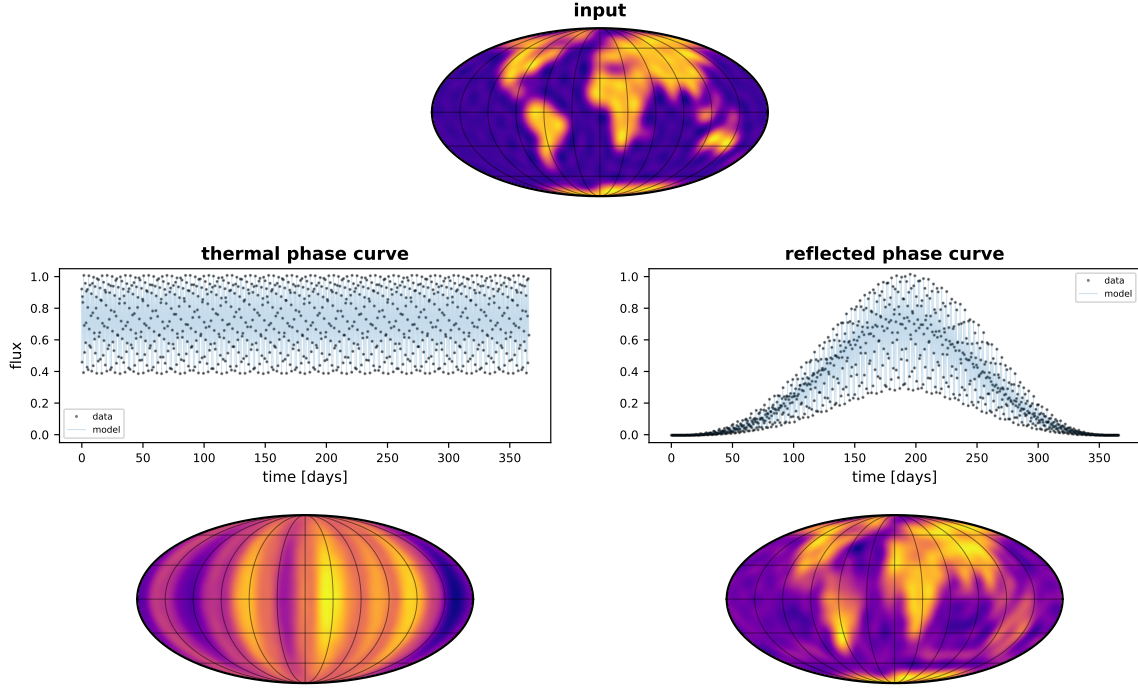 input
thermal phase curve
reflected phase curve
1.0
0.8
0.6
0.4
0.2
0.0
flux
data
model
0 50 100 150 200 250 300 350
time [days]
1.0
0.8
0.6
0.4
0.2
0.0
data
model
0 50 100 150 200 250 300 350
time [days]